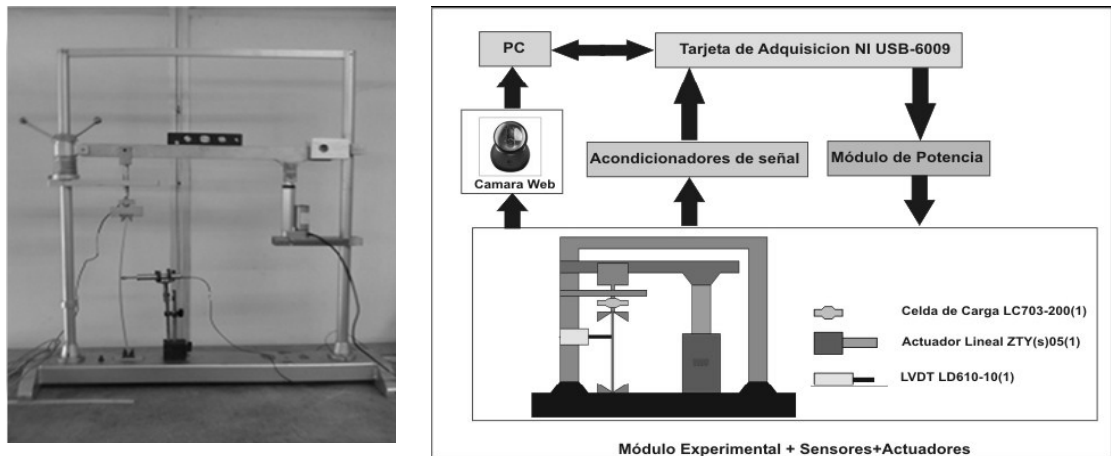 PC
Tarjeta de Adquisicion NI USB-6009
Camara Web
Acondicionadores de señal
Módulo de Potencia
Celda de Carga LC703-200(1)
Actuador Lineal ZTY(s)05(1)
LVDT LD610-10(1)
Módulo Experimental + Sensores+Actuadores